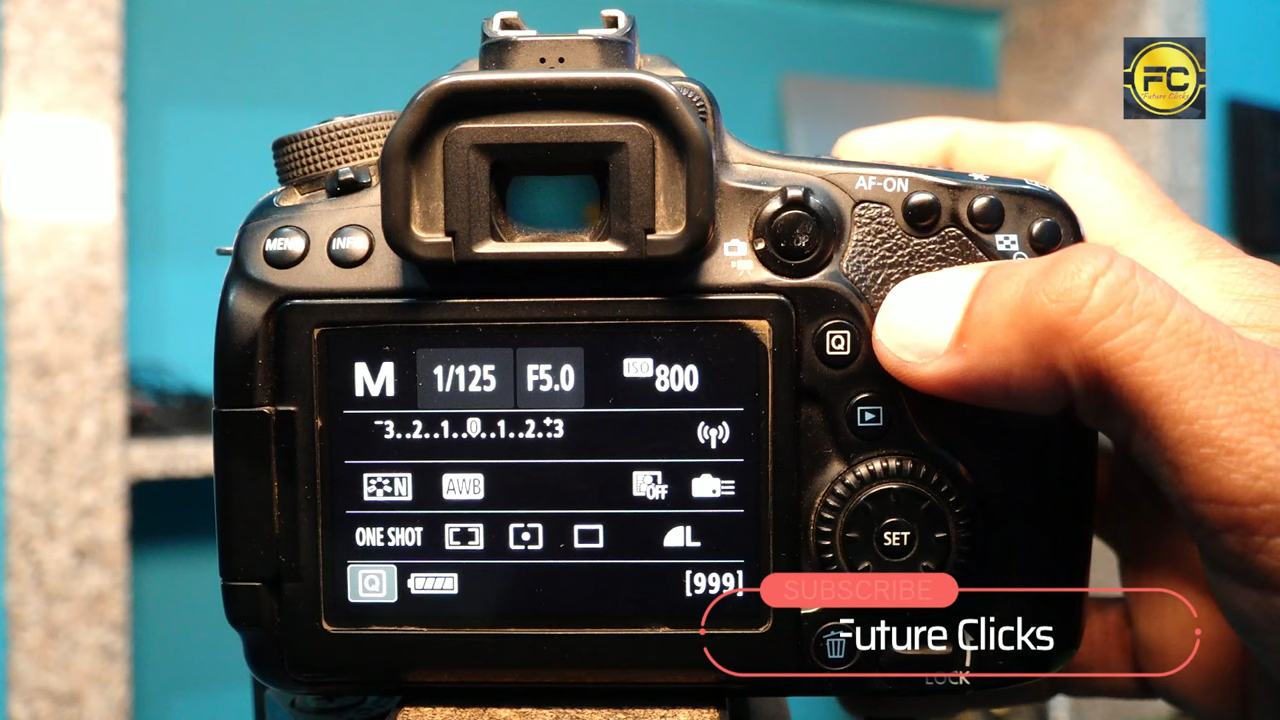 FC
Future Clicks
AF-ON
MENU
INFO
Q
M 1/125 F5.0 ISO 800
-3..2..1..0..1..2..+3
N AWB OFF
ONE SHOT L
Q [999]
SET
SUBSCRIBE
Future Clicks
LOCK